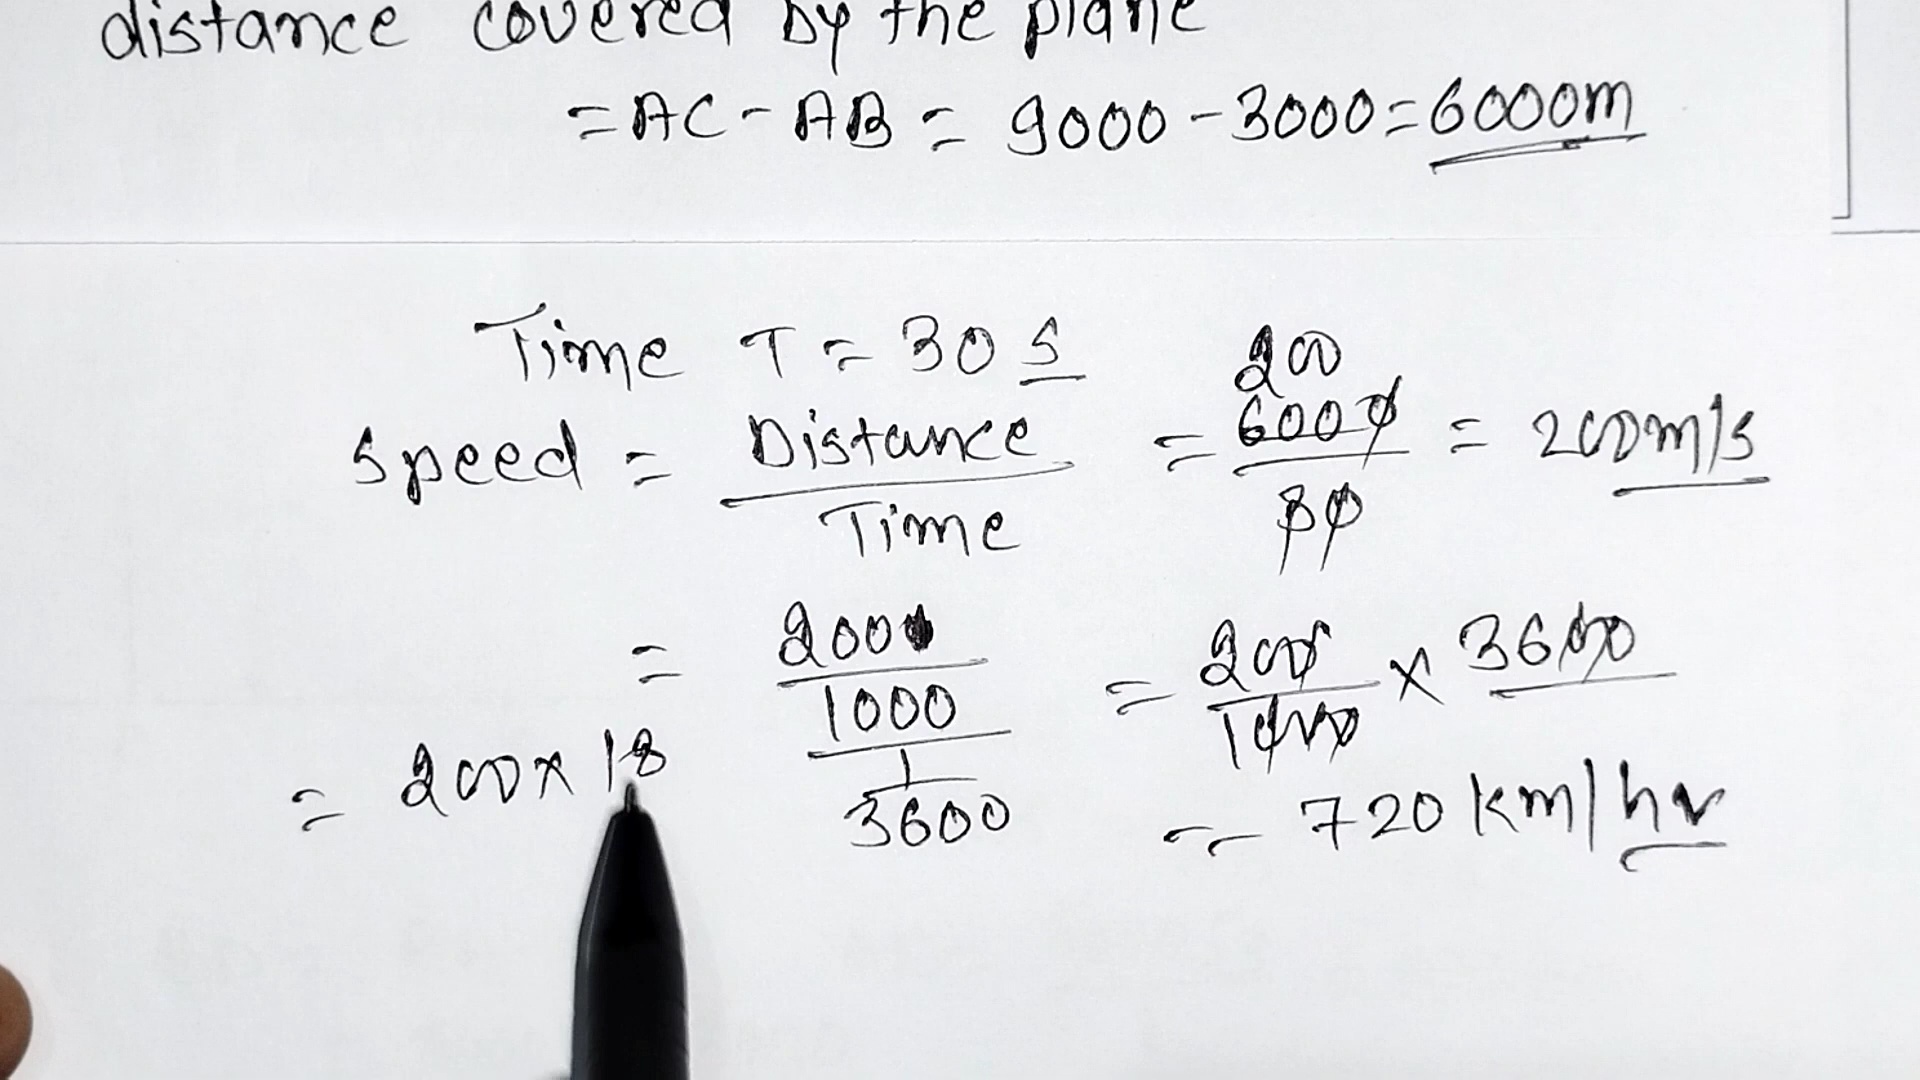 distance covered by the plane
= AC - AB = 9000 - 3000 = 6000m
Time T = 30 s
200
speed = Distance / Time = 6000 / 30 = 200m/s
= 200 / 1000 / 1 / 3600 = 200 / 1000 × 3600
= 200 × 18
= 720 km/hr